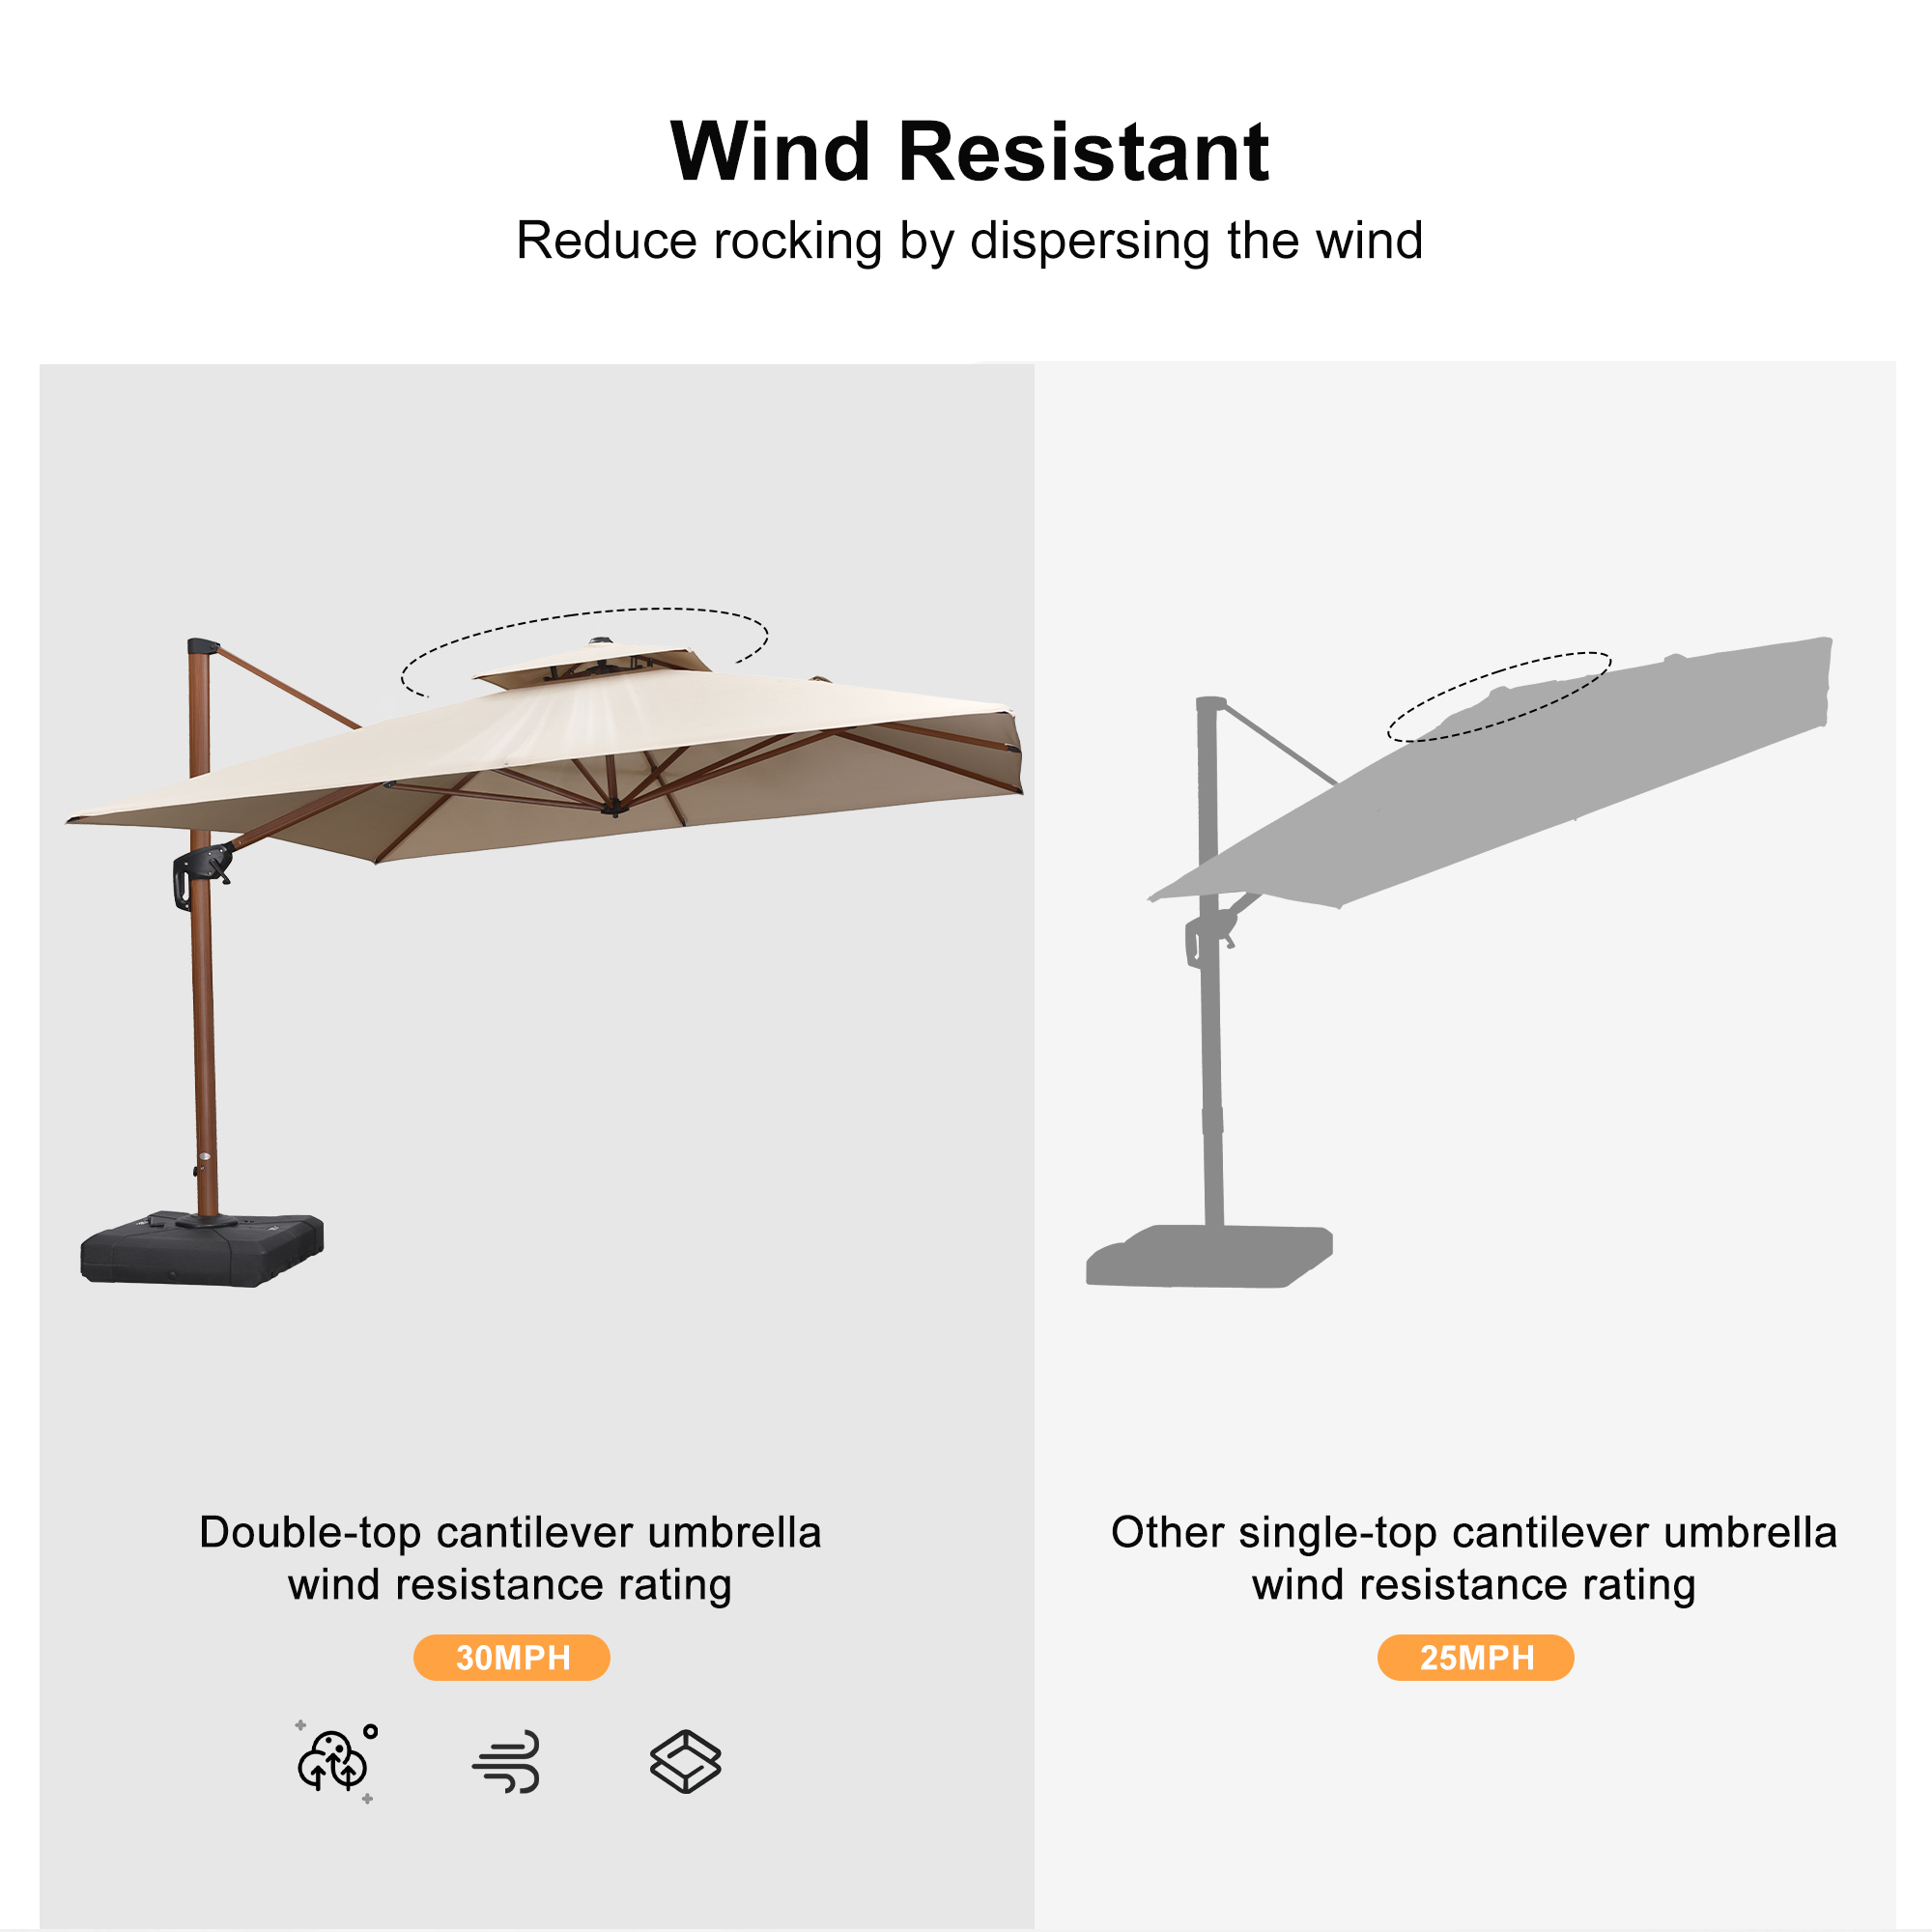 Wind Resistant
Reduce rocking by dispersing the wind
Double-top cantilever umbrella
wind resistance rating
30MPH
Other single-top cantilever umbrella
wind resistance rating
25MPH